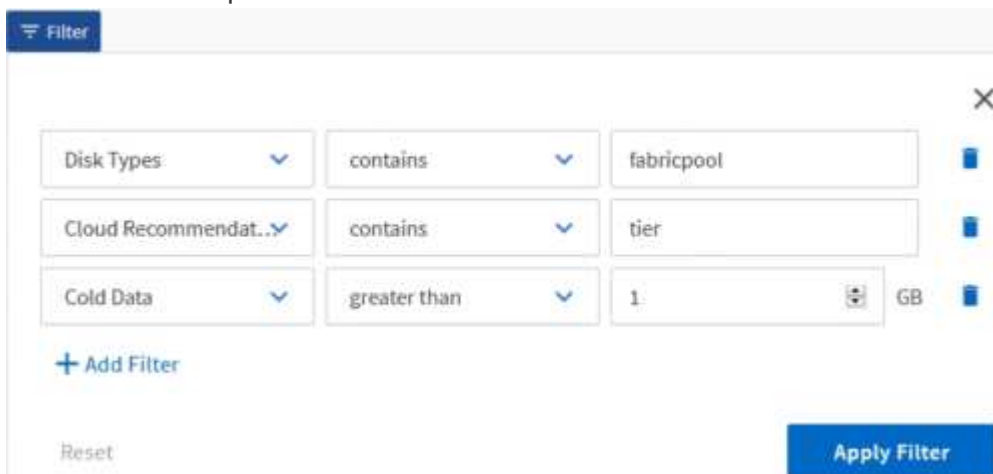 Filter
Disk Types contains fabricpool
Cloud Recommendat... contains tier
Cold Data greater than 1 GB
+ Add Filter
Reset Apply Filter